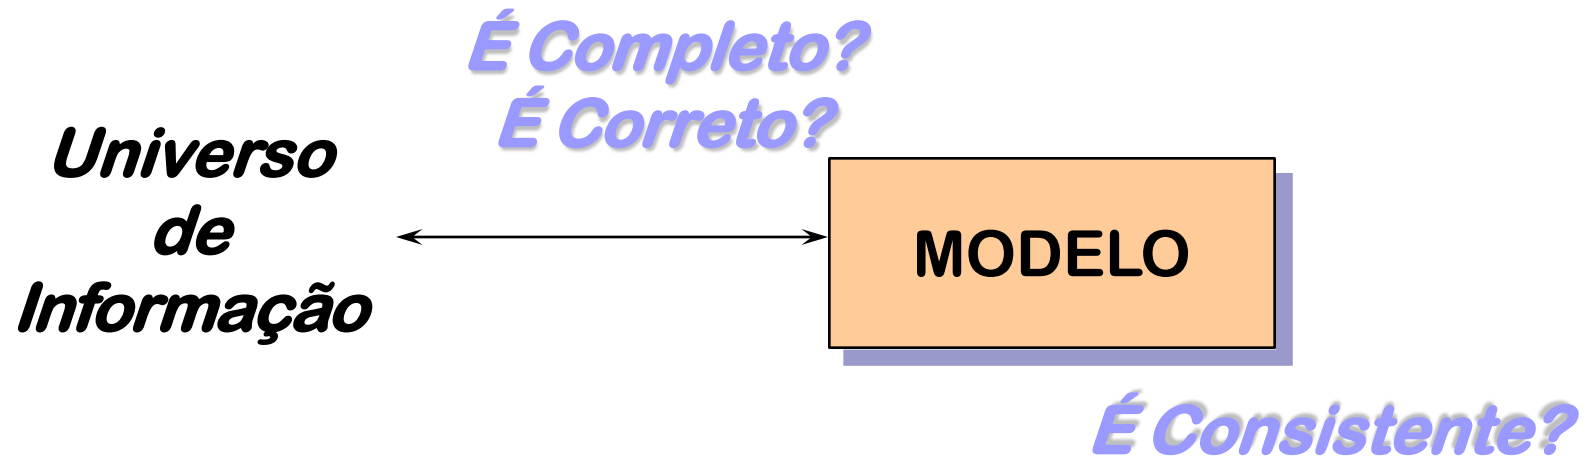 É Completo?
É Correto?
Universo
de
Informação
MODELO
É Consistente?